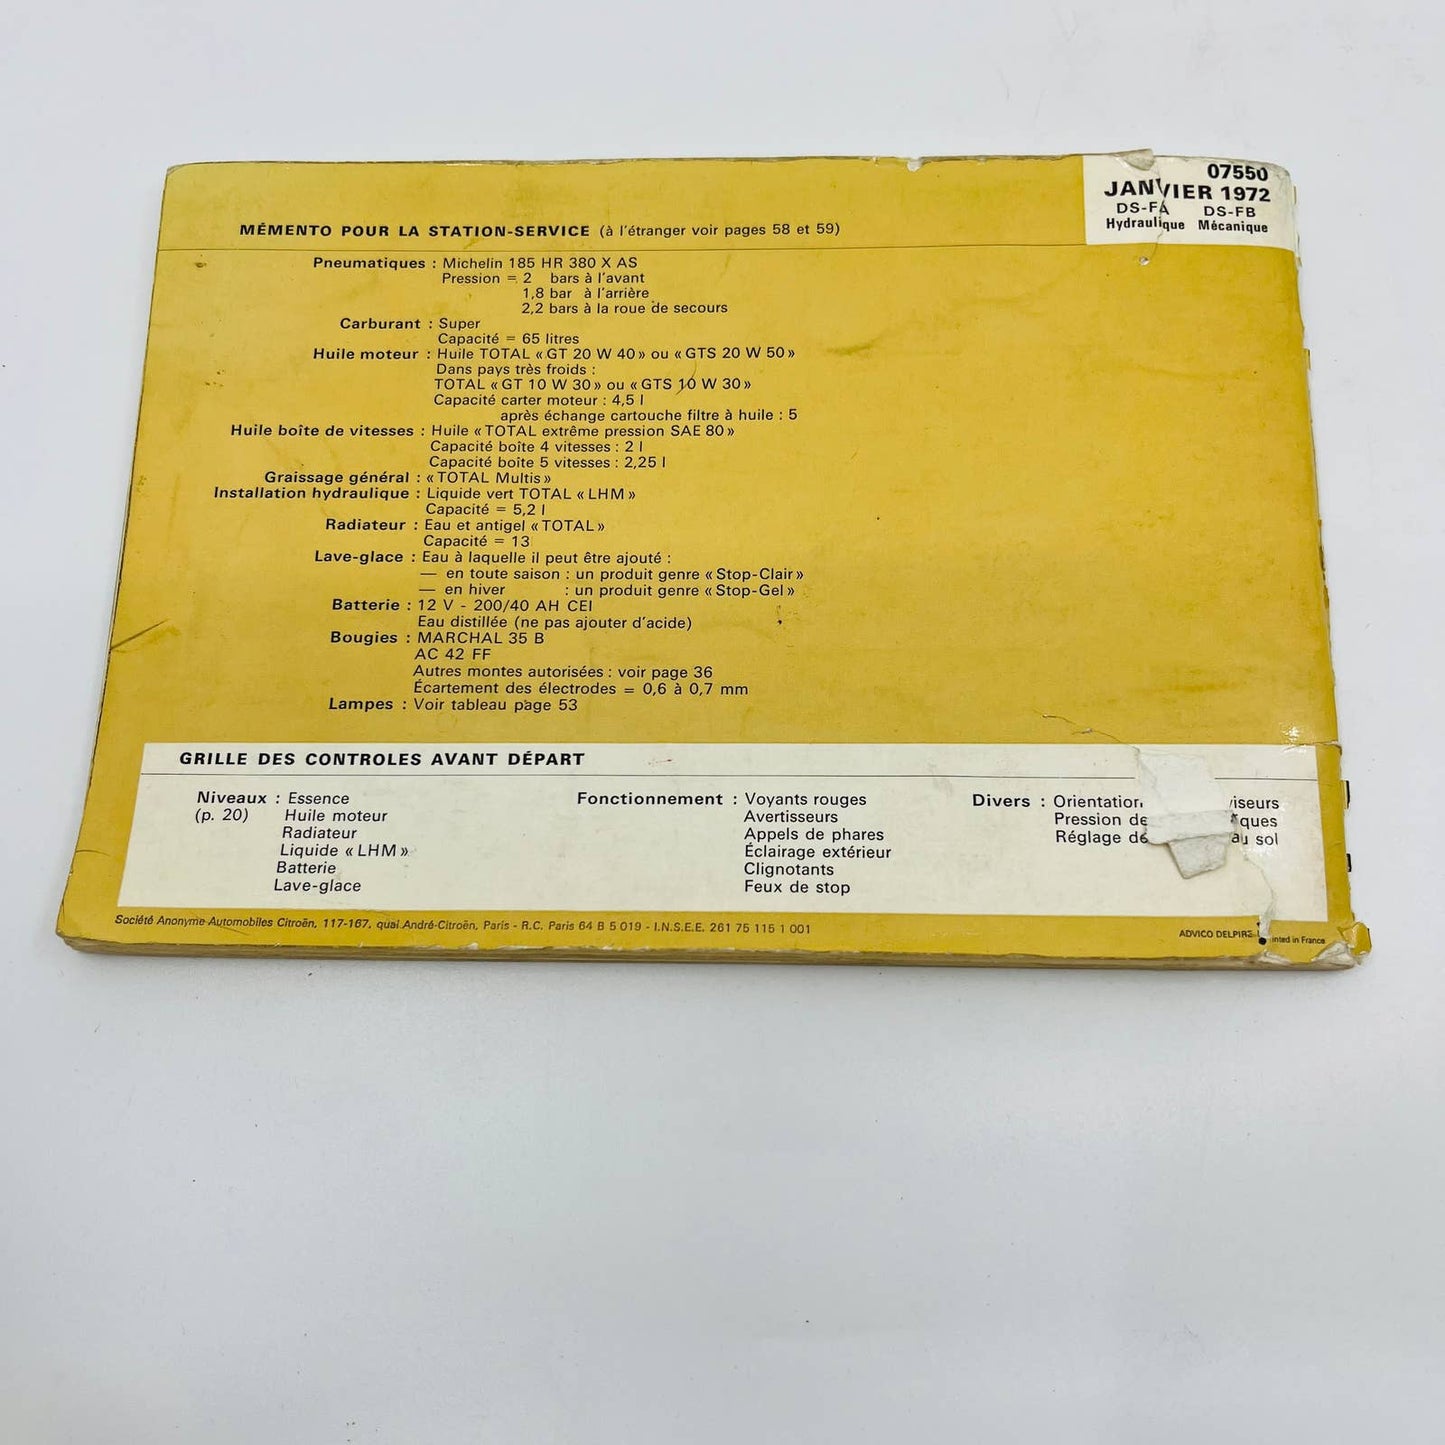 07550
JANVIER 1972
DS-FA DS-FB
Hydraulique Mécanique
MÉMENTO POUR LA STATION-SERVICE (à l'étranger voir pages 58 et 59)
Pneumatiques : Michelin 185 HR 380 X AS
Pression = 2 bars à l'avant
1,8 bar à l'arrière
2,2 bars à la roue de secours
Carburant : Super
Capacité = 65 litres
Huile moteur : Huile TOTAL « GT 20 W 40 » ou « GTS 20 W 50 »
Dans pays très froids :
TOTAL « GT 10 W 30 » ou « GTS 10 W 30 »
Capacité carter moteur : 4,5 l
après échange cartouche filtre à huile : 5
Huile boîte de vitesses : Huile « TOTAL extrême pression SAE 80 »
Capacité boîte 4 vitesses : 2 l
Capacité boîte 5 vitesses : 2,25 l
Graissage général : « TOTAL Multis »
Installation hydraulique : Liquide vert TOTAL « LHM »
Capacité = 5,2 l
Radiateur : Eau et antigel « TOTAL »
Capacité = 13
Lave-glace : Eau à laquelle il peut être ajouté :
— en toute saison : un produit genre « Stop-Clair »
— en hiver : un produit genre « Stop-Gel »
Batterie : 12 V - 200/40 AH CEI
Eau distillée (ne pas ajouter d'acide)
Bougies : MARCHAL 35 B
AC 42 FF
Autres montes autorisées : voir page 36
Écartement des électrodes = 0,6 à 0,7 mm
Lampes : Voir tableau page 53
GRILLE DES CONTROLES AVANT DÉPART
Niveaux : Essence
(p. 20) Huile moteur
Radiateur
Liquide « LHM »
Batterie
Lave-glace
Fonctionnement : Voyants rouges
Avertisseurs
Appels de phares
Éclairage extérieur
Clignotants
Feux de stop
Divers : Orientation
Pression
Réglage au sol
Société Anonyme Automobiles Citroën, 117-167, quai André-Citroën, Paris - R.C. Paris 64 B 5 019 - I.N.S.E.E. 261 75 115 1 001
ADVICO DELPIRE in France